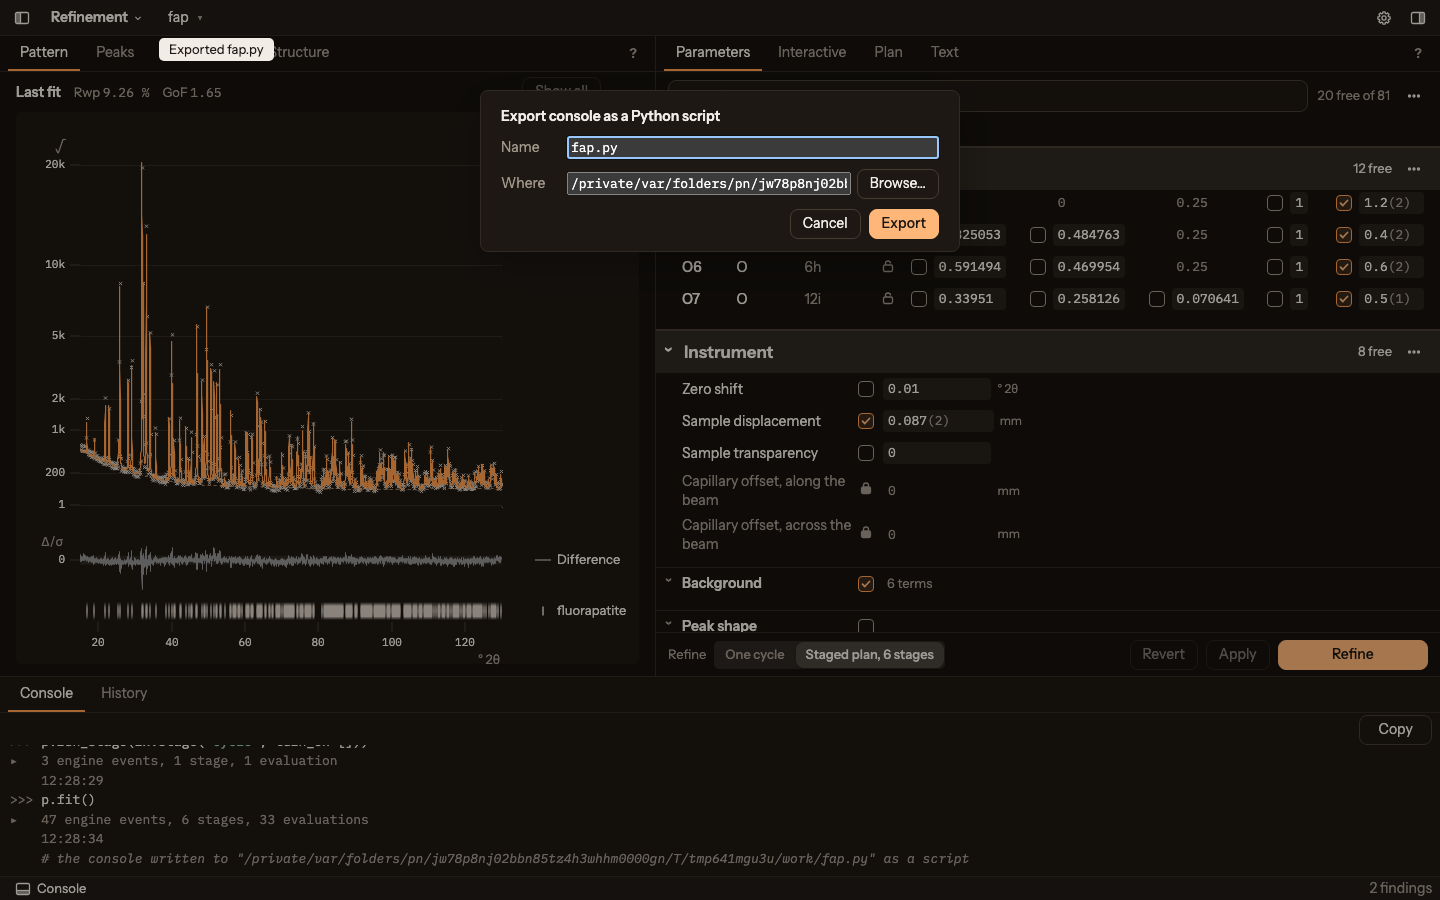 Refinement
fap
Exported fap.py
Pattern
Peaks
Structure
?
Last fit
Rwp 9.26 %
GoF 1.65
Show all
√
20k
10k
5k
2k
1k
200
1
Δ/σ
0
Difference
fluorapatite
20
40
60
80
100
120
°2θ
Export console as a Python script
Name
fap.py
Where
/private/var/folders/pn/jw78p8nj02bl
Browse...
Cancel
Export
Parameters
Interactive
Plan
Text
?
20 free of 81
12 free
0 0.25 1 1.2(2)
325053 0.484763 0.25 1 0.4(2)
O6 O 6h 0.591494 0.469954 0.25 1 0.6(2)
O7 O 12i 0.33951 0.258126 0.070641 1 0.5(1)
Instrument
8 free
Zero shift 0.01 °2θ
Sample displacement 0.087(2) mm
Sample transparency 0
Capillary offset, along the
beam
0 mm
Capillary offset, across the
beam
0 mm
Background
6 terms
Peak shape
Refine
One cycle
Staged plan, 6 stages
Revert
Apply
Refine
Console
History
Copy
3 engine events, 1 stage, 1 evaluation
12:28:29
>>> p.fit()
47 engine events, 6 stages, 33 evaluations
12:28:34
# the console written to "/private/var/folders/pn/jw78p8nj02bbn85tz4h3whhm0000gn/T/tmp641mgu3u/work/fap.py" as a script
Console
2 findings